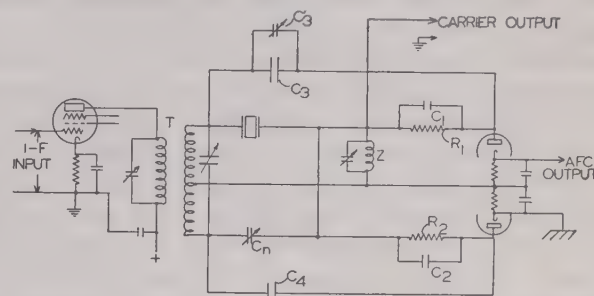 C3
CARRIER OUTPUT
C3
T
C1
R1
I-F
INPUT
Z
AFC
OUTPUT
+
Cn
R2
C2
C4